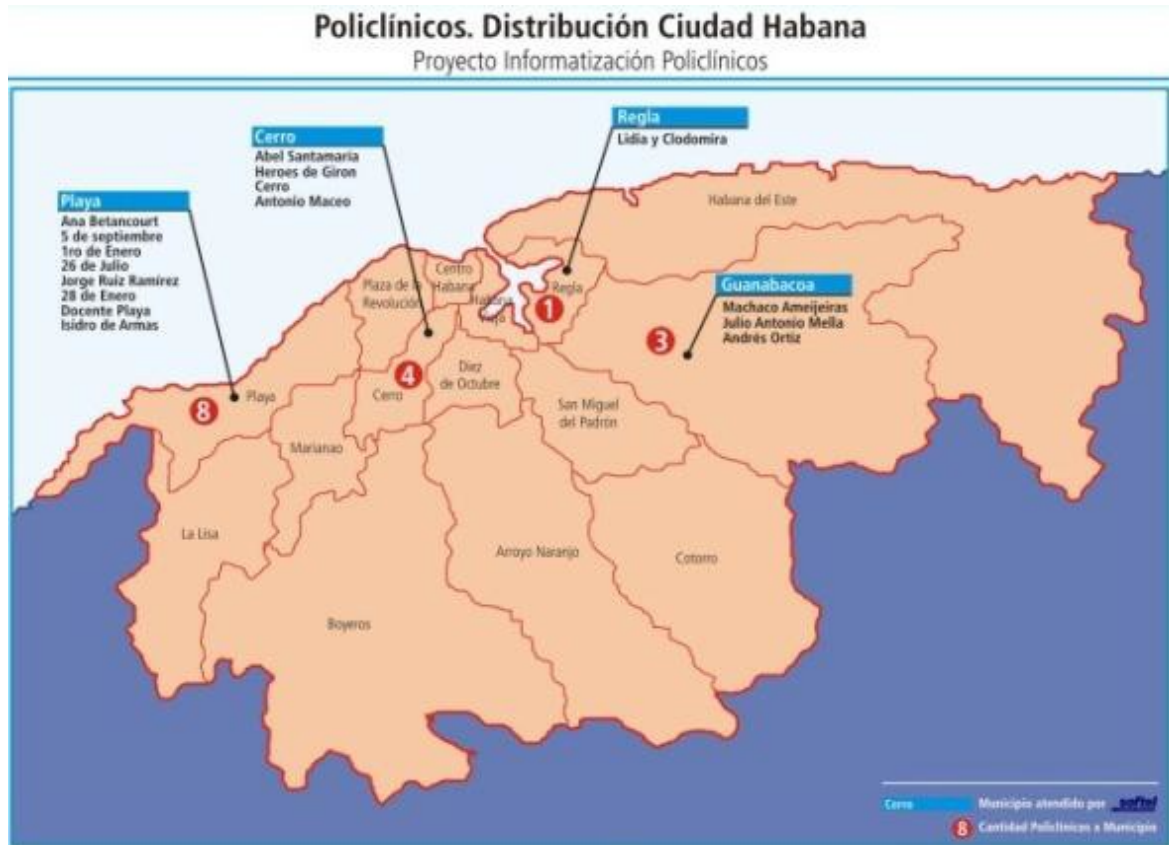 Policlínicos. Distribución Ciudad Habana
Proyecto Informatización Policlínicos
Regla
Lidia y Clodomira
Cerro
Abel Santamaria
Heroes de Giron
Cerro
Antonio Maceo
Playa
Ana Betancourt
5 de septiembre
1ro de Enero
26 de Julio
Jorge Ruiz Ramírez
28 de Enero
Docente Playa
Isidro de Armas
Guanabacoa
Machaco Ameijeiras
Julio Antonio Mella
Andrés Ortiz
Habana del Este
Centro
Habana
Plaza de la
Revolución
Habana
Vieja
Regla
1
3
4
8
Playa
Cerro
Diez
de Octubre
San Miguel
del Padrón
Marianao
La Lisa
Arroyo Naranjo
Cotorro
Boyeros
Cerro
Municipio atendido por softel
8 Cantidad Policlínicos x Municipio